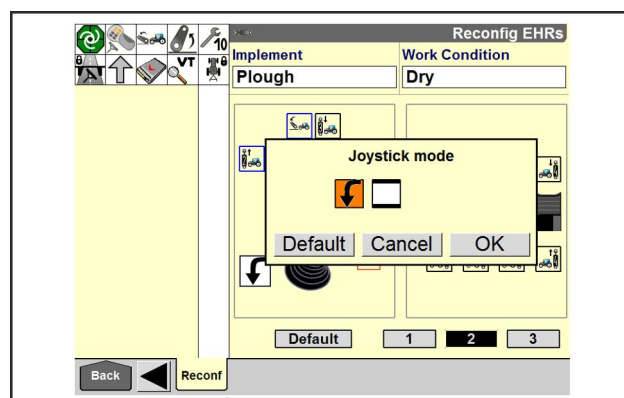 Reconfig EHRs
5
10
VT
Implement
Work Condition
Plough
Dry
Joystick mode
Default
Cancel
OK
Default
1
2
3
Back
Reconf